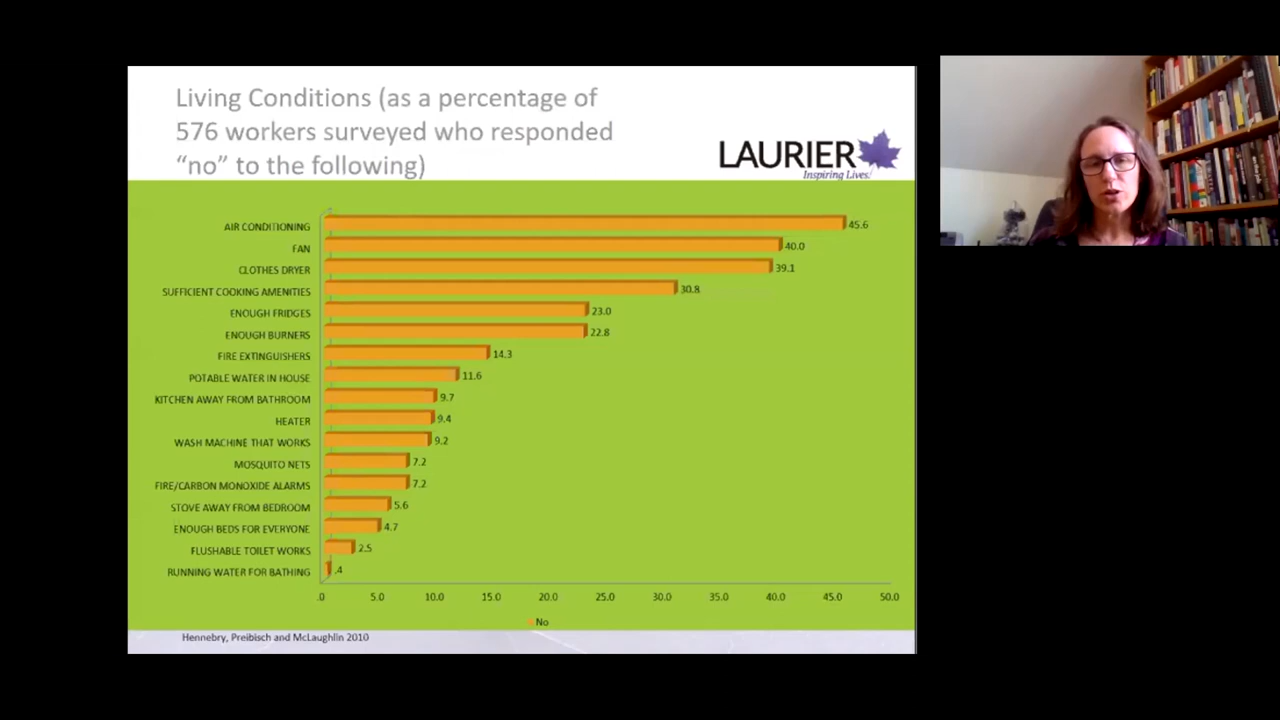 Living Conditions (as a percentage of
576 workers surveyed who responded
“no” to the following)
LAURIER
Inspiring Lives.
AIR CONDITIONING 45.6
FAN 40.0
CLOTHES DRYER 39.1
SUFFICIENT COOKING AMENITIES 30.8
ENOUGH FRIDGES 23.0
ENOUGH BURNERS 22.8
FIRE EXTINGUISHERS 14.3
POTABLE WATER IN HOUSE 11.6
KITCHEN AWAY FROM BATHROOM 9.7
HEATER 9.4
WASH MACHINE THAT WORKS 9.2
MOSQUITO NETS 7.2
FIRE/CARBON MONOXIDE ALARMS 7.2
STOVE AWAY FROM BEDROOM 5.6
ENOUGH BEDS FOR EVERYONE 4.7
FLUSHABLE TOILET WORKS 2.5
RUNNING WATER FOR BATHING .4
.0 5.0 10.0 15.0 20.0 25.0 30.0 35.0 40.0 45.0 50.0
No
Hennebry, Preibisch and McLaughlin 2010